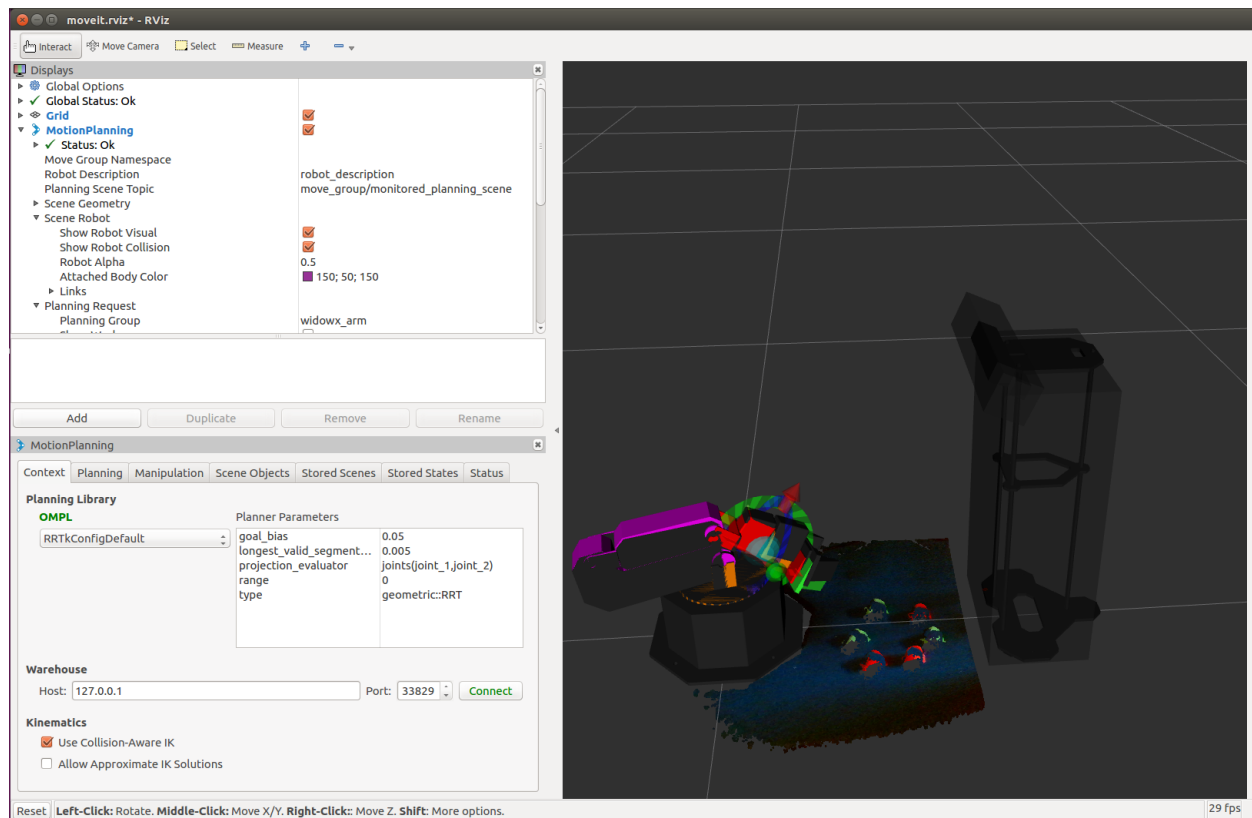 moveit.rviz* - RViz
Interact Move Camera Select Measure
Displays
Global Options
Global Status: Ok
Grid
MotionPlanning
Status: Ok
Move Group Namespace
Robot Description robot_description
Planning Scene Topic move_group/monitored_planning_scene
Scene Geometry
Scene Robot
Show Robot Visual
Show Robot Collision
Robot Alpha 0.5
Attached Body Color 150; 50; 150
Links
Planning Request
Planning Group widowx_arm
Add Duplicate Remove Rename
MotionPlanning
Context Planning Manipulation Scene Objects Stored Scenes Stored States Status
Planning Library
OMPL Planner Parameters
RRTkConfigDefault
goal_bias 0.05
longest_valid_segment... 0.005
projection_evaluator joints(joint_1,joint_2)
range 0
type geometric::RRT
Warehouse
Host: 127.0.0.1 Port: 33829 Connect
Kinematics
Use Collision-Aware IK
Allow Approximate IK Solutions
Reset Left-Click: Rotate. Middle-Click: Move X/Y. Right-Click:: Move Z. Shift: More options. 29 fps